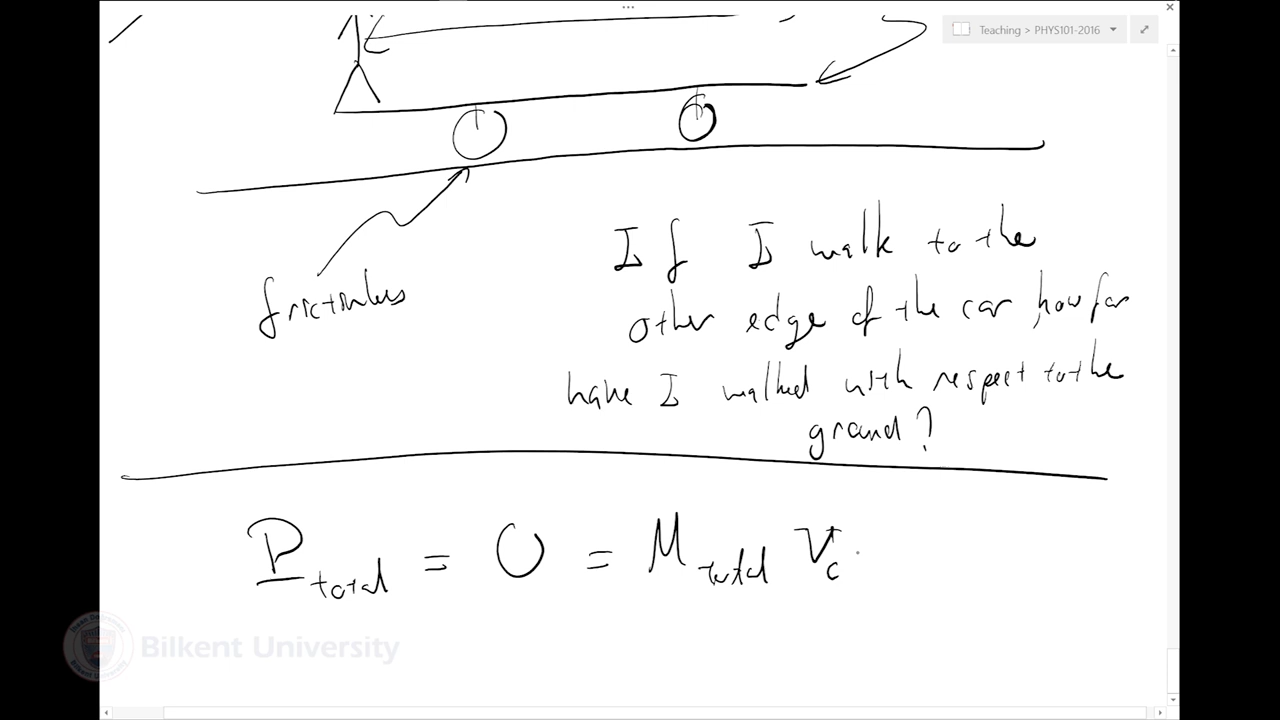 Teaching > PHYS101-2016
frictionless
If I walk to the
other edge of the car, how far
have I walked with respect to the
ground?
P total = 0 = M total V c
Bilkent University